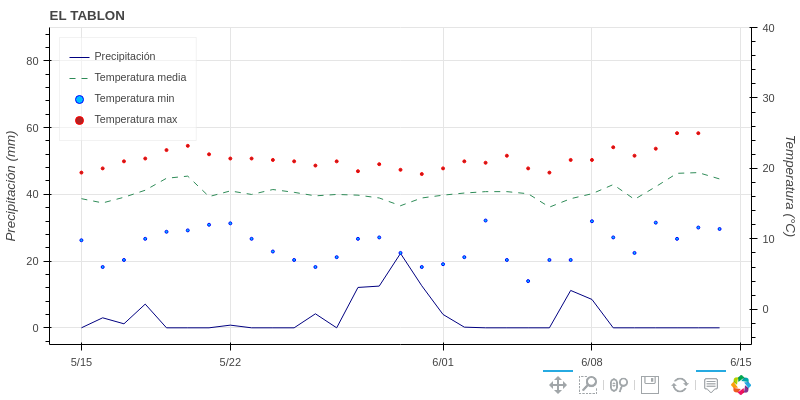 EL TABLON
Precipitación
Temperatura media
Temperatura min
Temperatura max
Precipitación (mm)
80
60
40
20
0
Temperatura (°C)
40
30
20
10
0
5/15
5/22
6/01
6/08
6/15